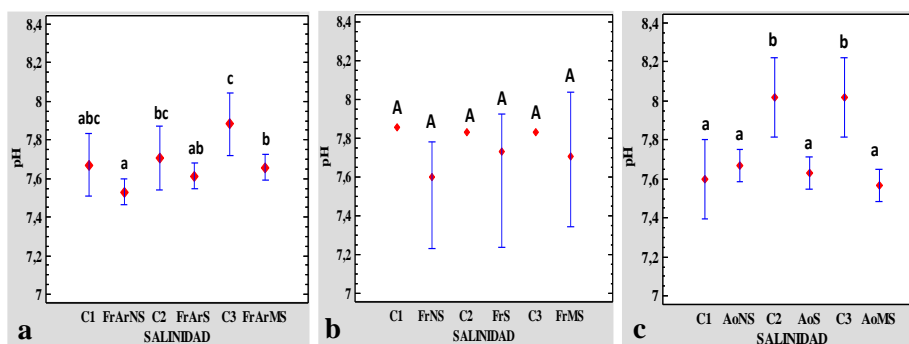 8,4
8,2
8
7,8
7,6
7,4
7,2
7
pH
abc
a
bc
ab
c
b
C1 FrArNS C2 FrArS C3 FrArMS
SALINIDAD
a
8,4
8,2
8
7,8
7,6
7,4
7,2
7
pH
A A A A A A
C1 FrNS C2 FrS C3 FrMS
SALINIDAD
b
8,4
8,2
8
7,8
7,6
7,4
7,2
7
pH
a a b a b a
C1 AoNS C2 AoS C3 AoMS
SALINIDAD
c